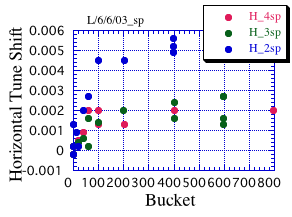 L/6/6/03_sp
H_4sp
H_3sp
H_2sp
Horizontal Tune Shift
0.006
0.005
0.004
0.003
0.002
0.001
0
-0.001
0 100 200 300 400 500 600 700 800
Bucket